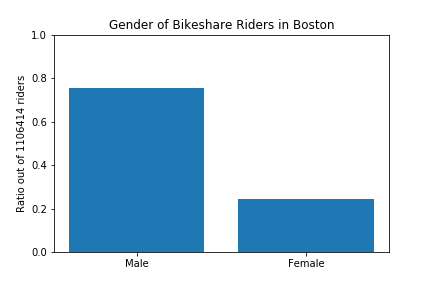 Gender of Bikeshare Riders in Boston
1.0
0.8
0.6
0.4
0.2
0.0
Ratio out of 1106414 riders
Male
Female